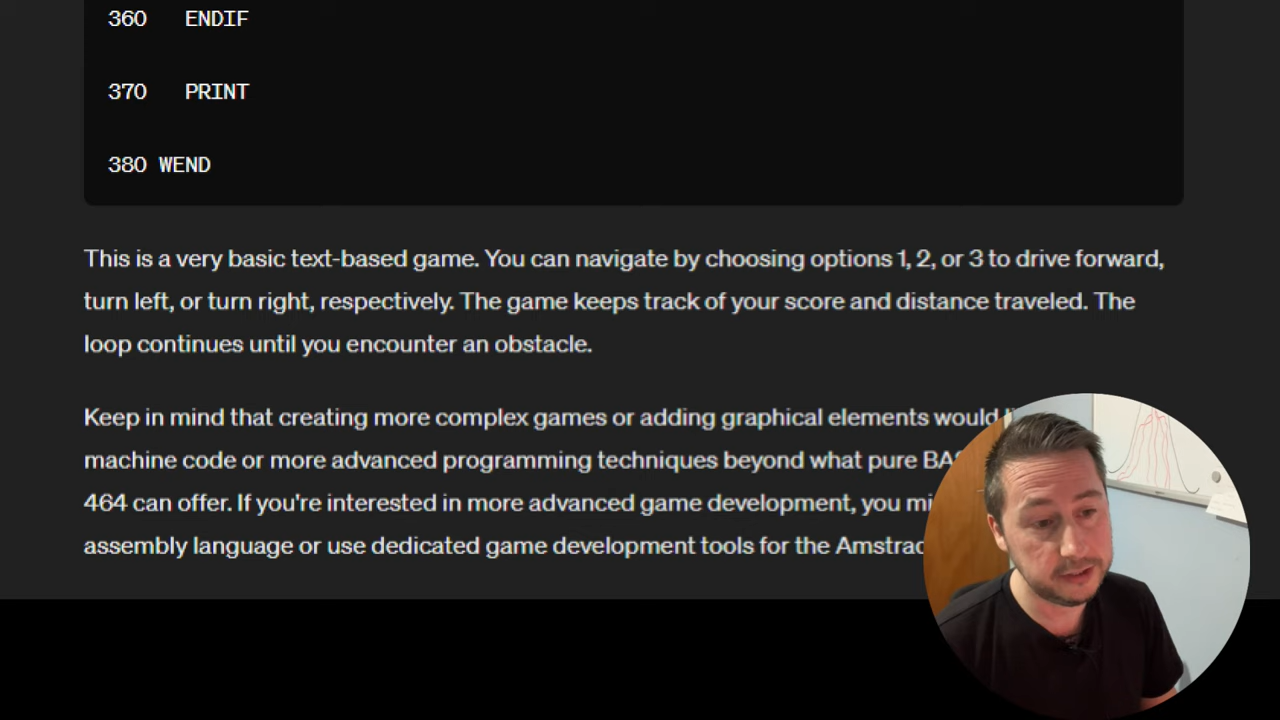 360 ENDIF
370 PRINT
380 WEND
This is a very basic text-based game. You can navigate by choosing options 1, 2, or 3 to drive forward,
turn left, or turn right, respectively. The game keeps track of your score and distance traveled. The
loop continues until you encounter an obstacle.
Keep in mind that creating more complex games or adding graphical elements would
machine code or more advanced programming techniques beyond what pure
464 can offer. If you're interested in more advanced game development, you
assembly language or use dedicated game development tools for the